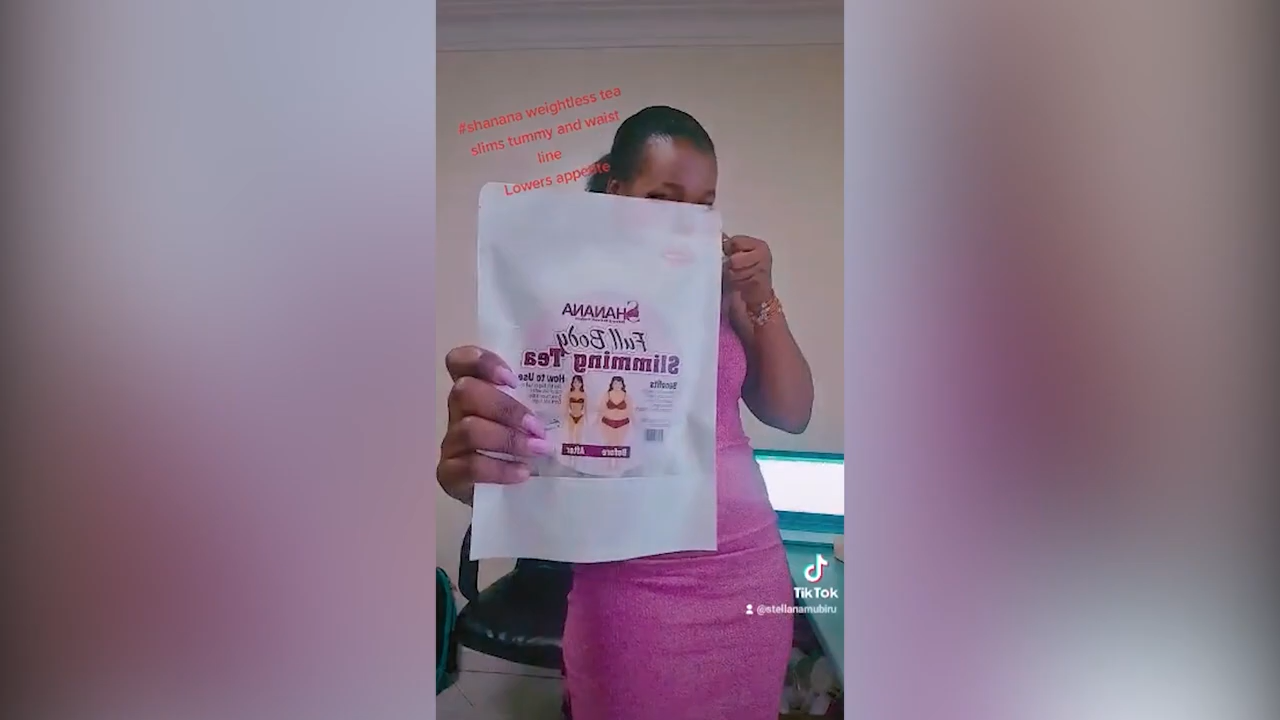 #shanana weightless tea
slims tummy and waist
line
Lowers appetite
SHANANA
Full Body
Slimming Tea
Benefits
How to Use
Before After
TikTok
@stellanamubiru